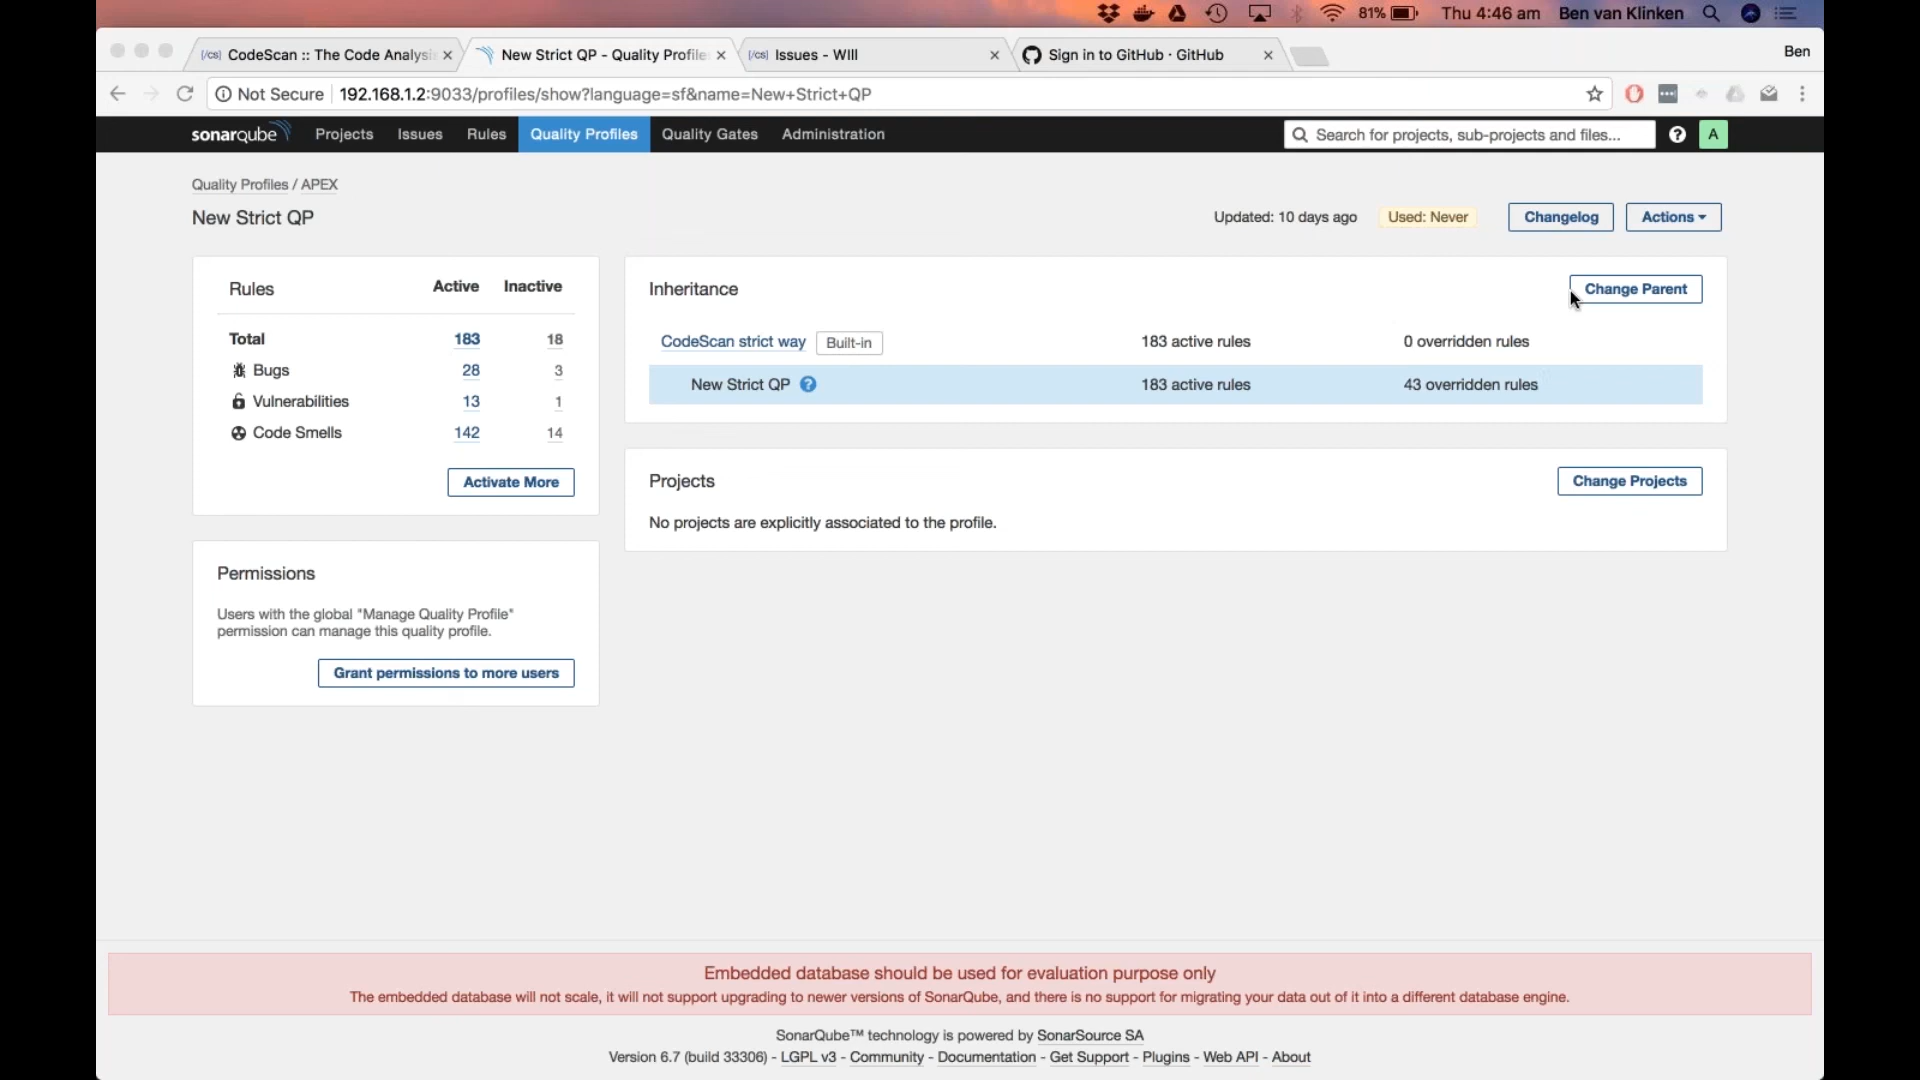 81% Thu 4:46 am Ben van Klinken
[/cs] CodeScan :: The Code Analysis
New Strict QP - Quality Profile
[/cs] Issues - WIll
Sign in to GitHub · GitHub
Ben
Not Secure 192.168.1.2:9033/profiles/show?language=sf&name=New+Strict+QP
sonarqube Projects Issues Rules Quality Profiles Quality Gates Administration Search for projects, sub-projects and files... ? A
Quality Profiles / APEX
New Strict QP
Updated: 10 days ago Used: Never Changelog Actions
Rules Active Inactive
Total 183 18
Bugs 28 3
Vulnerabilities 13 1
Code Smells 142 14
Activate More
Permissions
Users with the global "Manage Quality Profile"
permission can manage this quality profile.
Grant permissions to more users
Inheritance Change Parent
CodeScan strict way Built-in 183 active rules 0 overridden rules
New Strict QP ? 183 active rules 43 overridden rules
Projects Change Projects
No projects are explicitly associated to the profile.
Embedded database should be used for evaluation purpose only
The embedded database will not scale, it will not support upgrading to newer versions of SonarQube, and there is no support for migrating your data out of it into a different database engine.
SonarQube™ technology is powered by SonarSource SA
Version 6.7 (build 33306) - LGPL v3 - Community - Documentation - Get Support - Plugins - Web API - About